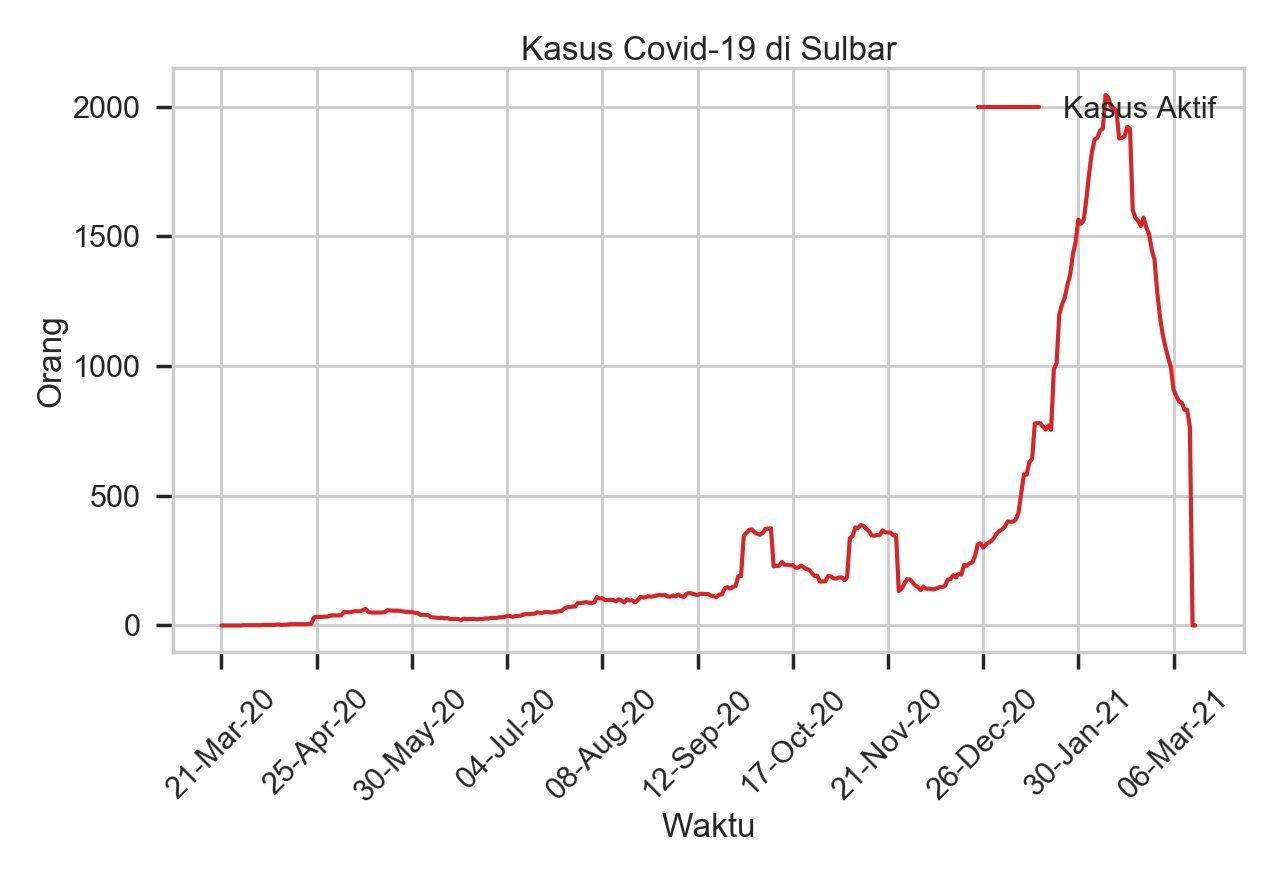 Kasus Covid-19 di Sulbar
Kasus Aktif
2000
1500
1000
500
0
Orang
21-Mar-20
25-Apr-20
30-May-20
04-Jul-20
08-Aug-20
12-Sep-20
17-Oct-20
21-Nov-20
26-Dec-20
30-Jan-21
06-Mar-21
Waktu